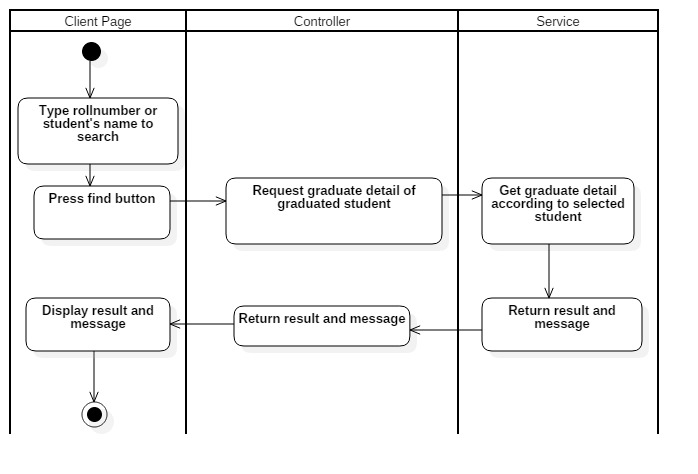 Client Page
Controller
Service
Type rollnumber or
student's name to
search
Press find button
Request graduate detail of
graduated student
Get graduate detail
according to selected
student
Display result and
message
Return result and message
Return result and
message